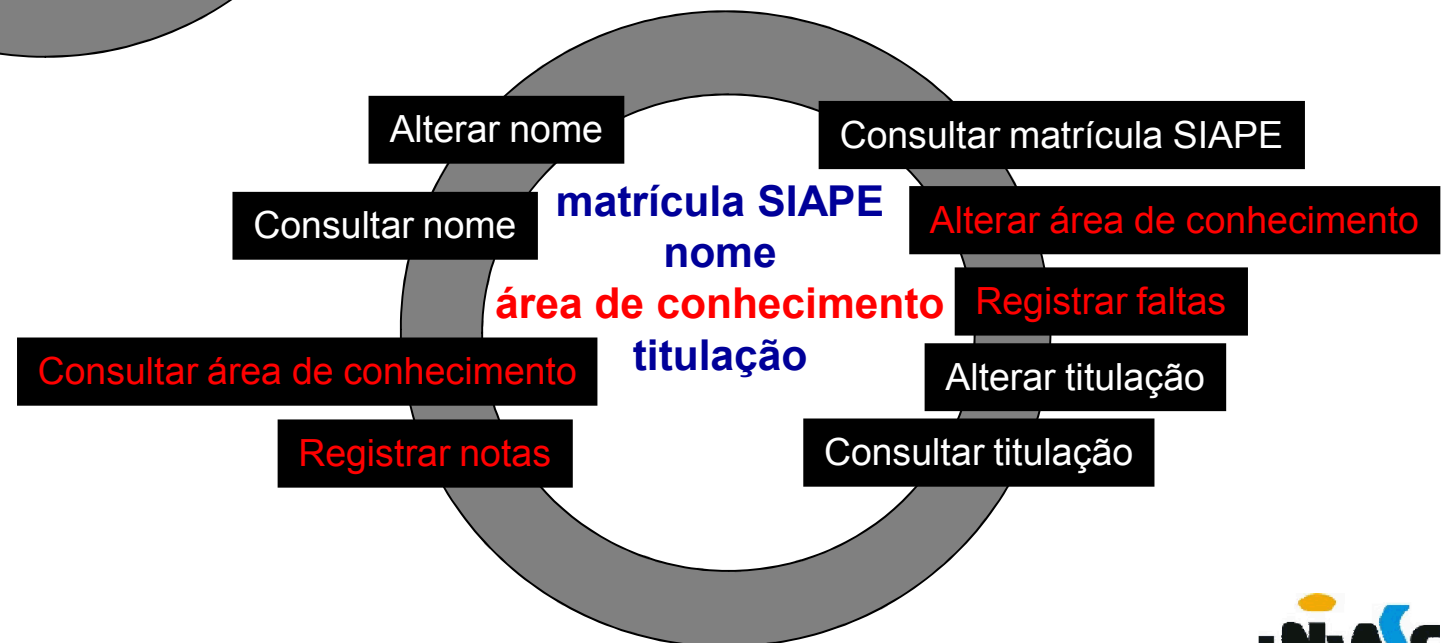 Alterar nome
Consultar matrícula SIAPE
Consultar nome
matrícula SIAPE
nome
área de conhecimento
titulação
Alterar área de conhecimento
Registrar faltas
Consultar área de conhecimento
Alterar titulação
Registrar notas
Consultar titulação